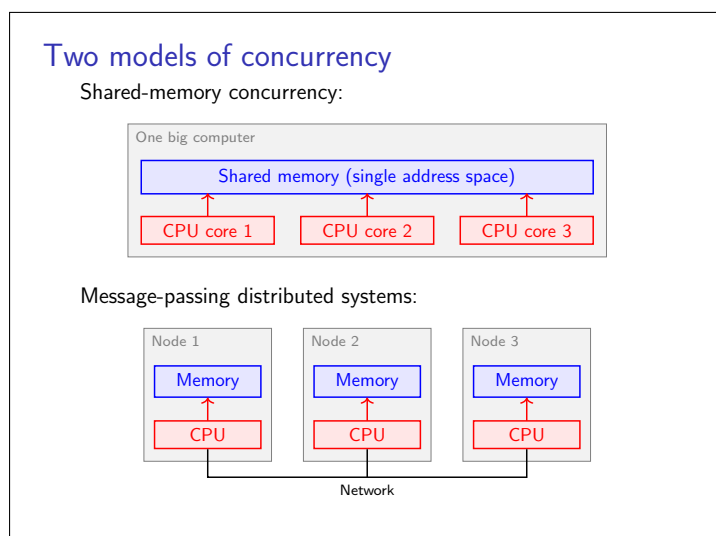 Two models of concurrency
Shared-memory concurrency:
One big computer
Shared memory (single address space)
CPU core 1
CPU core 2
CPU core 3
Message-passing distributed systems:
Node 1
Node 2
Node 3
Memory
Memory
Memory
CPU
CPU
CPU
Network